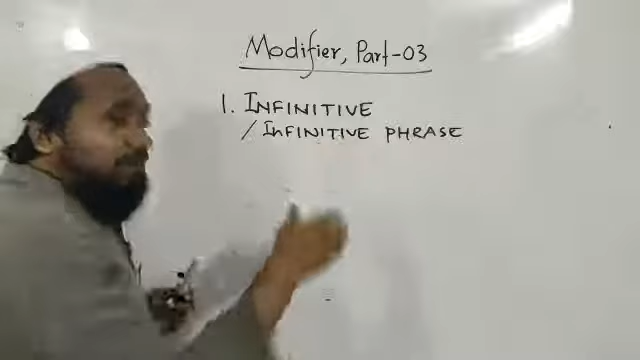 Modifier, Part-03
1. INFINITIVE
/ INFINITIVE PHRASE